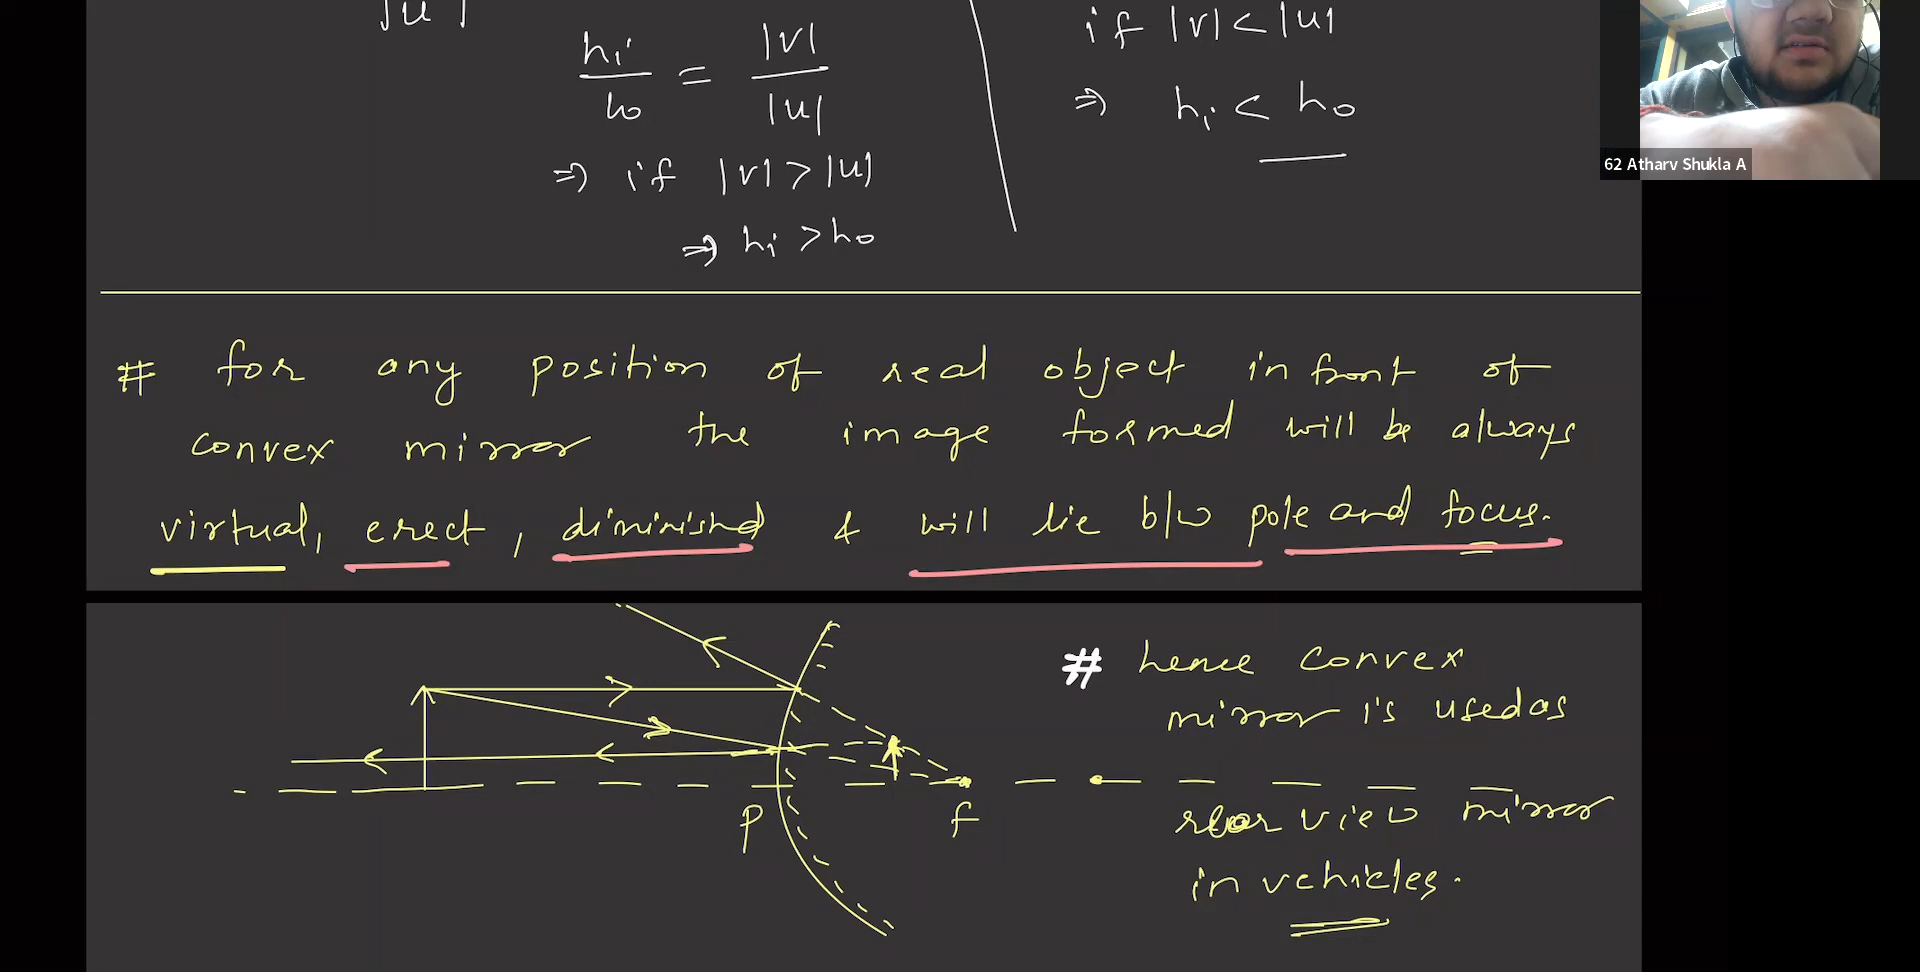 |u|
hi/ho = |v|/|u|
⇒ if |v| > |u|
⇒ hi > ho
if |v| < |u|
⇒ hi < ho
62 Atharv Shukla A
# for any position of real object in front of
convex mirror the image formed will be always
virtual, erect, diminished & will lie b/w pole and focus.
P
f
# hence convex
mirror is used as
rear view mirror
in vehicles.